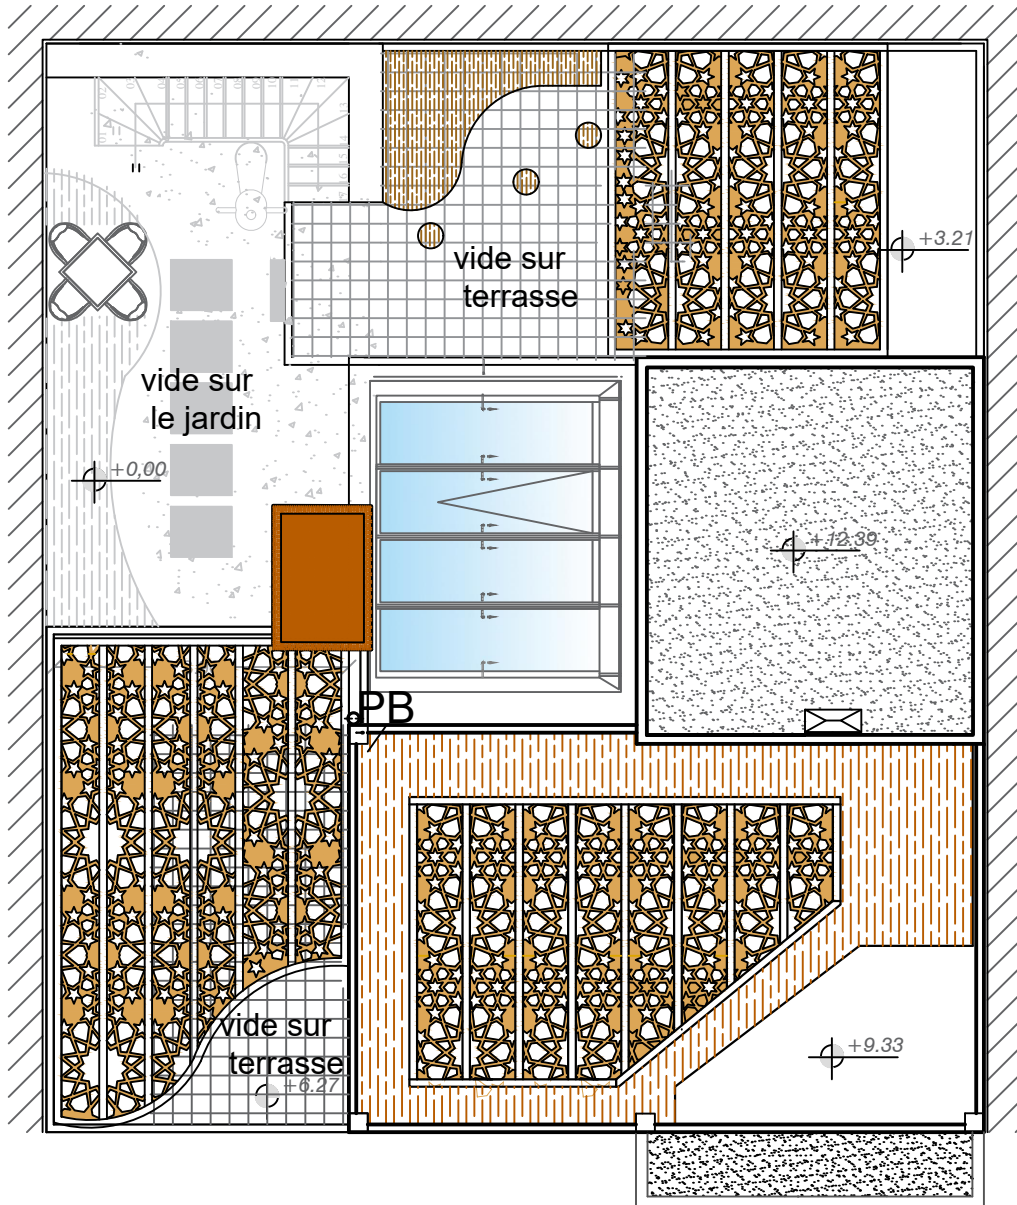 +3.21
vide sur
terrasse
vide sur
le jardin
+0,00
+12.39
PB
vide sur
terrasse
+6.27
+9.33